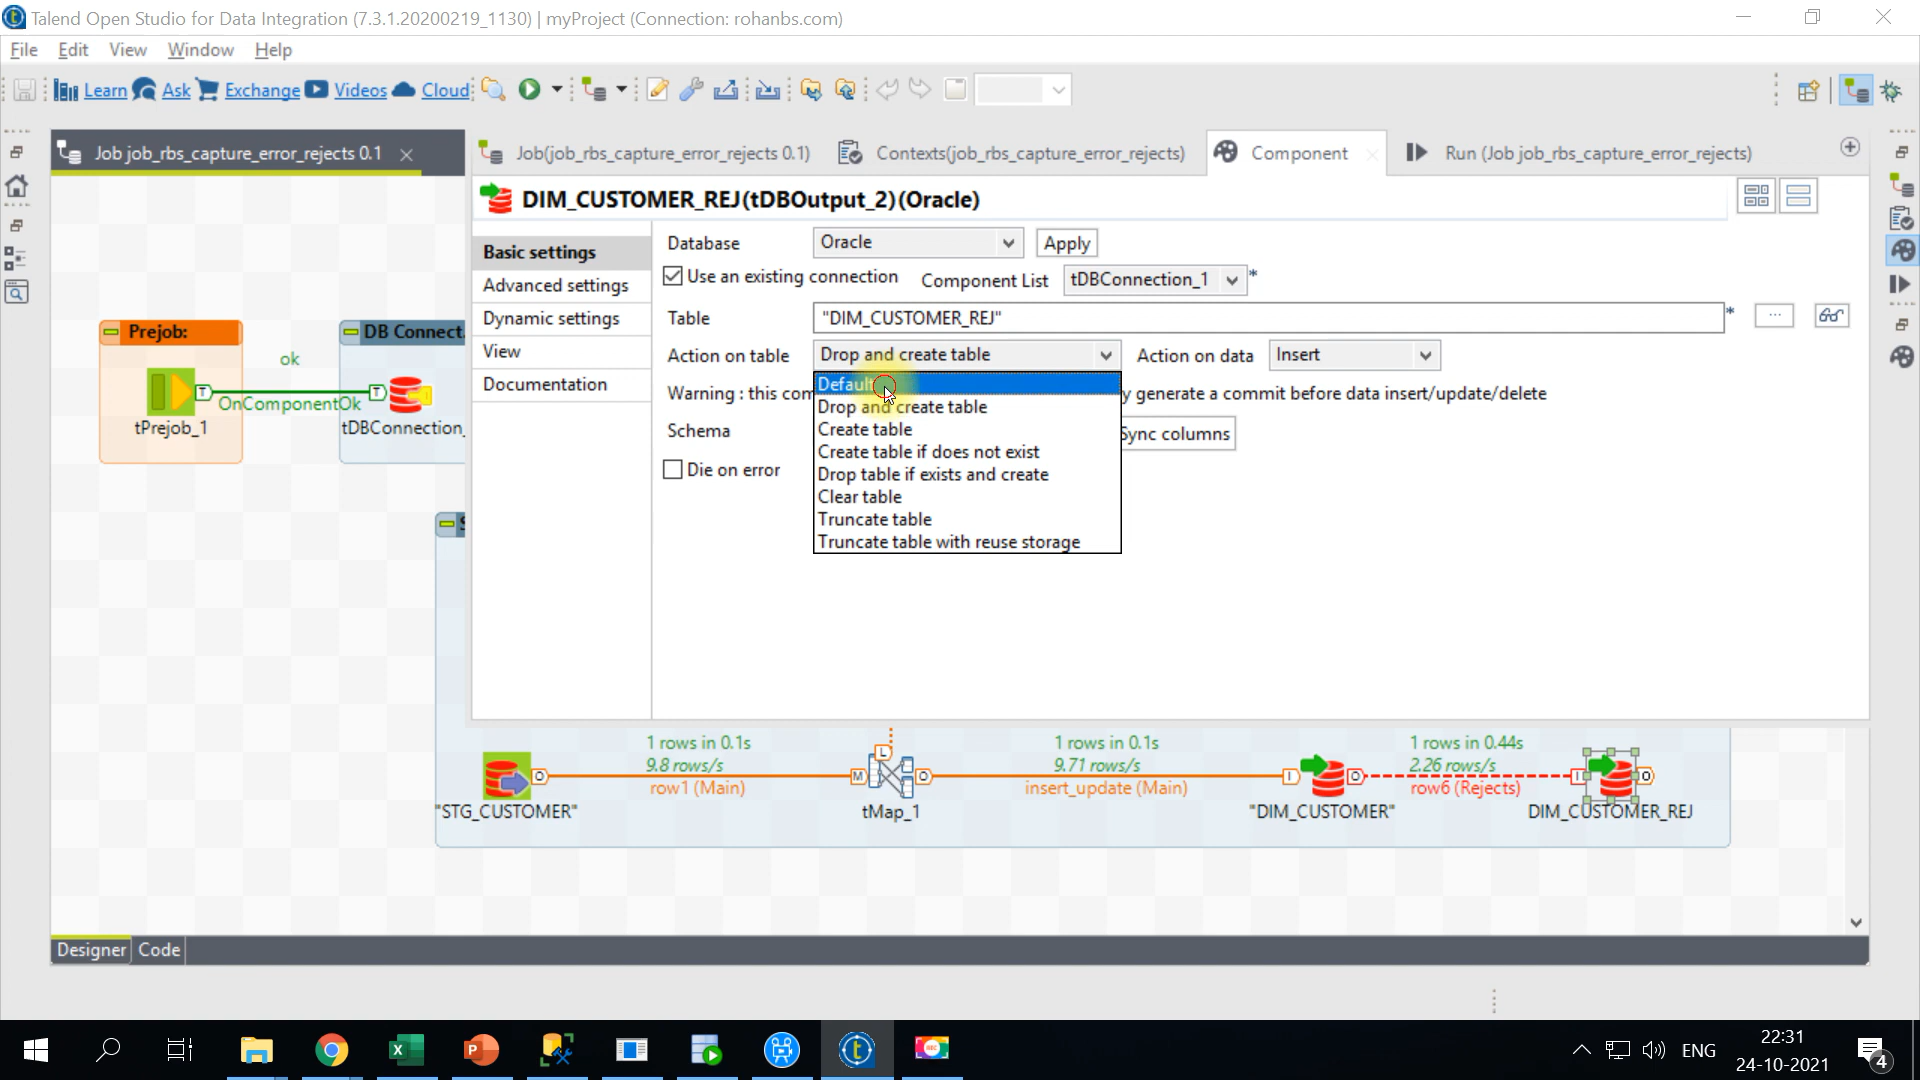 Talend Open Studio for Data Integration (7.3.1.20200219_1130) | myProject (Connection: rohanbs.com)
File Edit View Window Help
Learn Ask Exchange Videos Cloud
Job job_rbs_capture_error_rejects 0.1
Job(job_rbs_capture_error_rejects 0.1) Contexts(job_rbs_capture_error_rejects) Component Run (Job job_rbs_capture_error_rejects)
DIM_CUSTOMER_REJ(tDBOutput_2)(Oracle)
Basic settings
Advanced settings
Dynamic settings
View
Documentation
Database Oracle Apply
Use an existing connection Component List tDBConnection_1 *
Table "DIM_CUSTOMER_REJ" * ...
Action on table Drop and create table Action on data Insert
Warning : this com y generate a commit before data insert/update/delete
Schema Sync columns
Die on error
Default
Drop and create table
Create table
Create table if does not exist
Drop table if exists and create
Clear table
Truncate table
Truncate table with reuse storage
Prejob:
ok
DB Connect.
T OnComponentOk T
tPrejob_1
tDBConnection_
S
1 rows in 0.1s
9.8 rows/s
row1 (Main)
1 rows in 0.1s
9.71 rows/s
insert_update (Main)
1 rows in 0.44s
2.26 rows/s
row6 (Rejects)
L
O M O I O I O
"STG_CUSTOMER" tMap_1 "DIM_CUSTOMER" DIM_CUSTOMER_REJ
Designer Code
ENG
22:31
24-10-2021
4